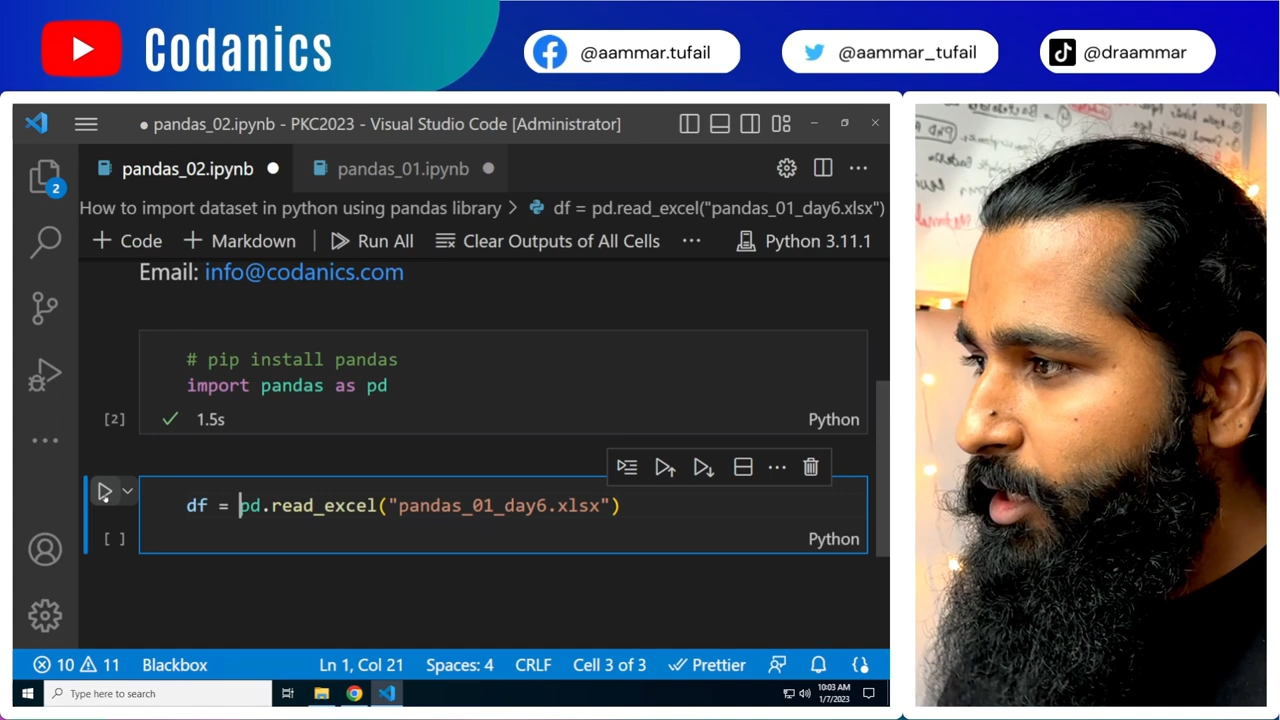 Codanics
@aammar.tufail
@aammar_tufail
@draammar
● pandas_02.ipynb - PKC2023 - Visual Studio Code [Administrator]
pandas_02.ipynb
pandas_01.ipynb
2
How to import dataset in python using pandas library > df = pd.read_excel("pandas_01_day6.xlsx")
+ Code + Markdown Run All Clear Outputs of All Cells ... Python 3.11.1
Email: info@codanics.com
# pip install pandas
import pandas as pd
[2] ✓ 1.5s Python
df = pd.read_excel("pandas_01_day6.xlsx")
[ ] Python
10 11 Blackbox Ln 1, Col 21 Spaces: 4 CRLF Cell 3 of 3 Prettier
Type here to search
10:03 AM
1/7/2023